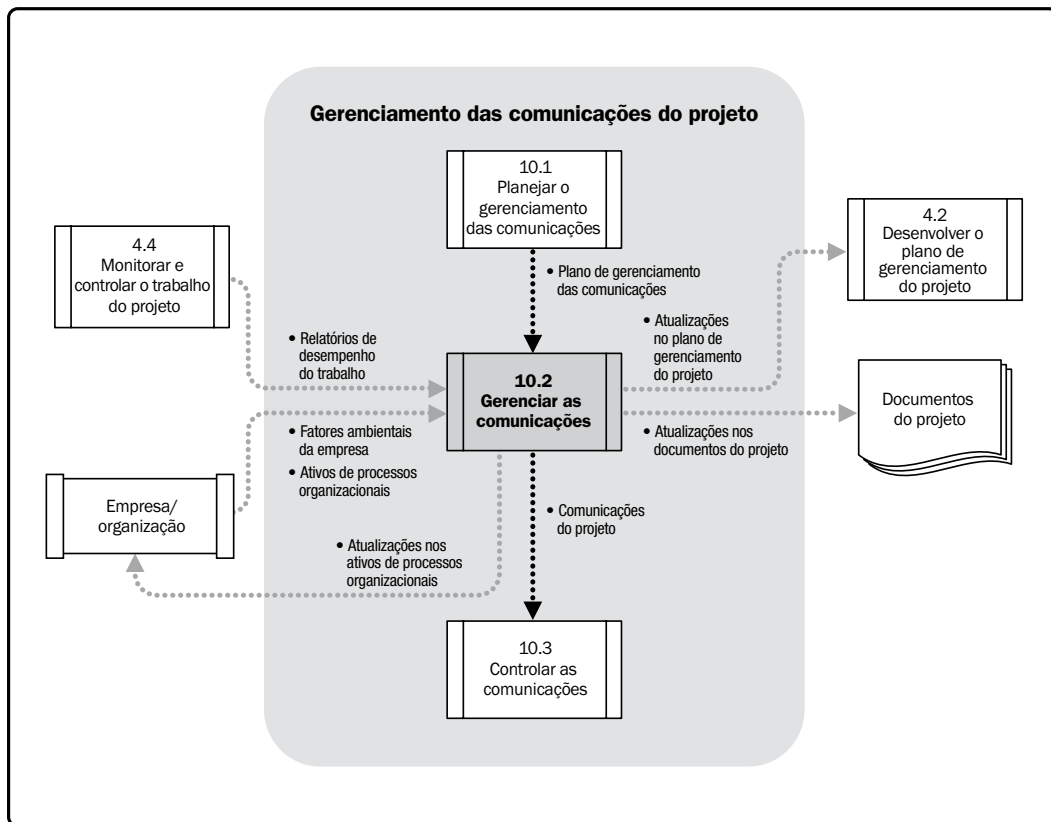 Gerenciamento das comunicações do projeto
10.1
Planejar o
gerenciamento
das comunicações
4.2
Desenvolver o
plano de
gerenciamento
do projeto
4.4
Monitorar e
controlar o trabalho
do projeto
• Plano de gerenciamento
das comunicações
• Relatórios de
desempenho
do trabalho
• Atualizações
no plano de
gerenciamento
do projeto
10.2
Gerenciar as
comunicações
Documentos
do projeto
• Fatores ambientais
da empresa
• Ativos de processos
organizacionais
• Atualizações nos
documentos do projeto
Empresa/
organização
• Comunicações
do projeto
• Atualizações nos
ativos de processos
organizacionais
10.3
Controlar as
comunicações